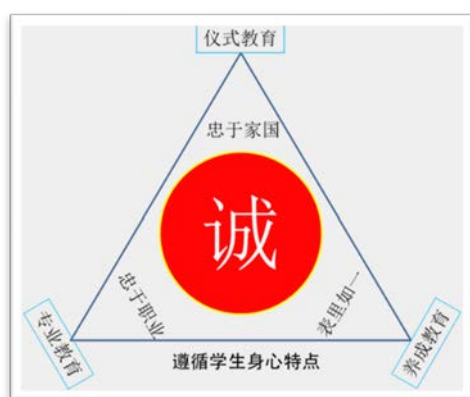 仪式教育
忠于家国
诚
忠于职业
表里如一
专业教育
养成教育
遵循学生身心特点